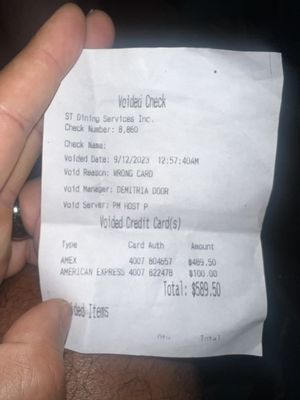 Voided Check
ST Dining Services Inc.
Check Number: 8,860
Check Name:
Voided Date: 9/12/2023 12:57:40AM
Void Reason: WRONG CARD
Void Manager: DEMITRIA DOOR
Void Server: PM HOST P
Voided Credit Card(s)
Type Card Auth Amount
AMEX 4007 804657 $489.50
AMERICAN EXPRESS 4007 822478 $100.00
Total: $589.50
Voided Items
Qty Total